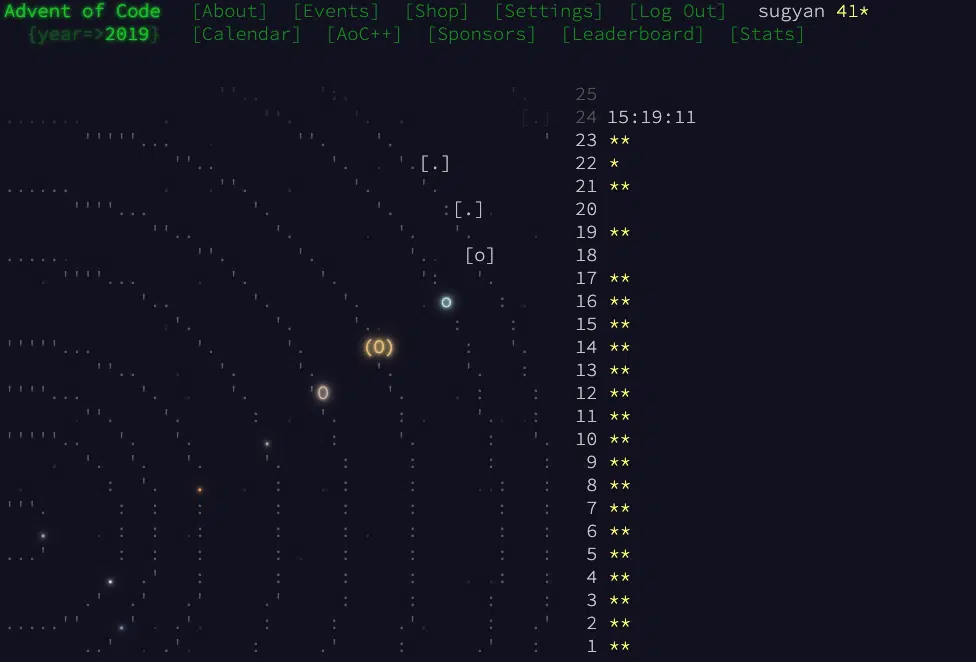 Advent of Code [About] [Events] [Shop] [Settings] [Log Out] sugyan 41*
{year=>2019} [Calendar] [AoC++] [Sponsors] [Leaderboard] [Stats]
25
[.] 24 15:19:11
23 **
[.] 22 *
21 **
[.] 20
19 **
[o] 18
17 **
o 16 **
15 **
(O) 14 **
13 **
O 12 **
11 **
10 **
9 **
8 **
7 **
6 **
5 **
4 **
3 **
2 **
1 **